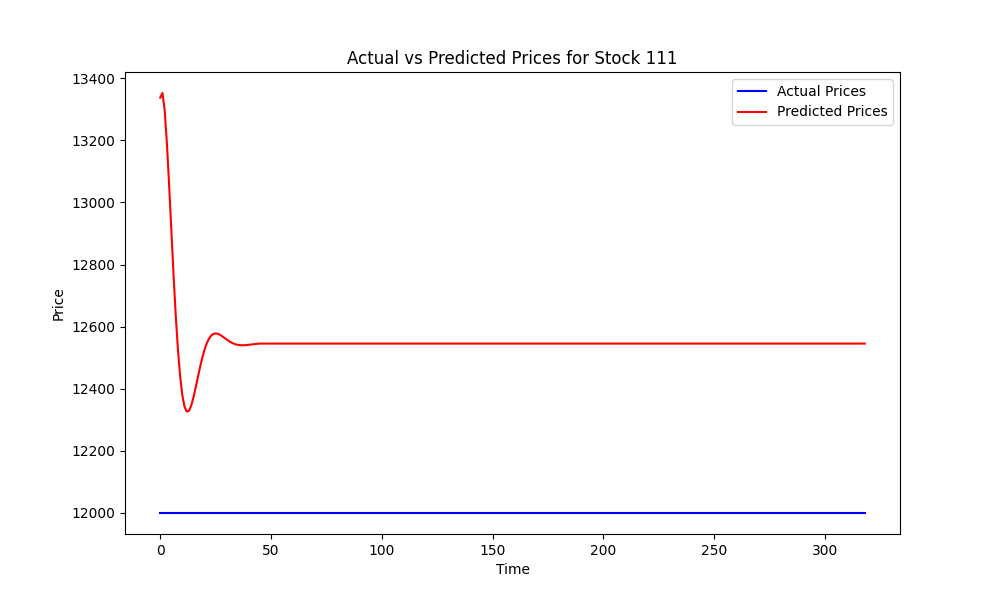 Actual vs Predicted Prices for Stock 111
Actual Prices
Predicted Prices
13400
13200
13000
12800
12600
12400
12200
12000
Price
0 50 100 150 200 250 300
Time